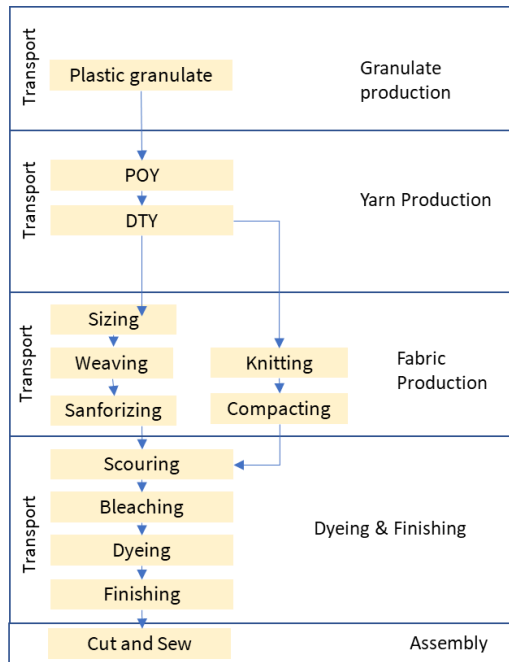 Transport
Plastic granulate
Granulate
production
Transport
POY
DTY
Yarn Production
Transport
Sizing
Weaving
Sanforizing
Knitting
Compacting
Fabric
Production
Transport
Scouring
Bleaching
Dyeing
Finishing
Dyeing & Finishing
Cut and Sew
Assembly